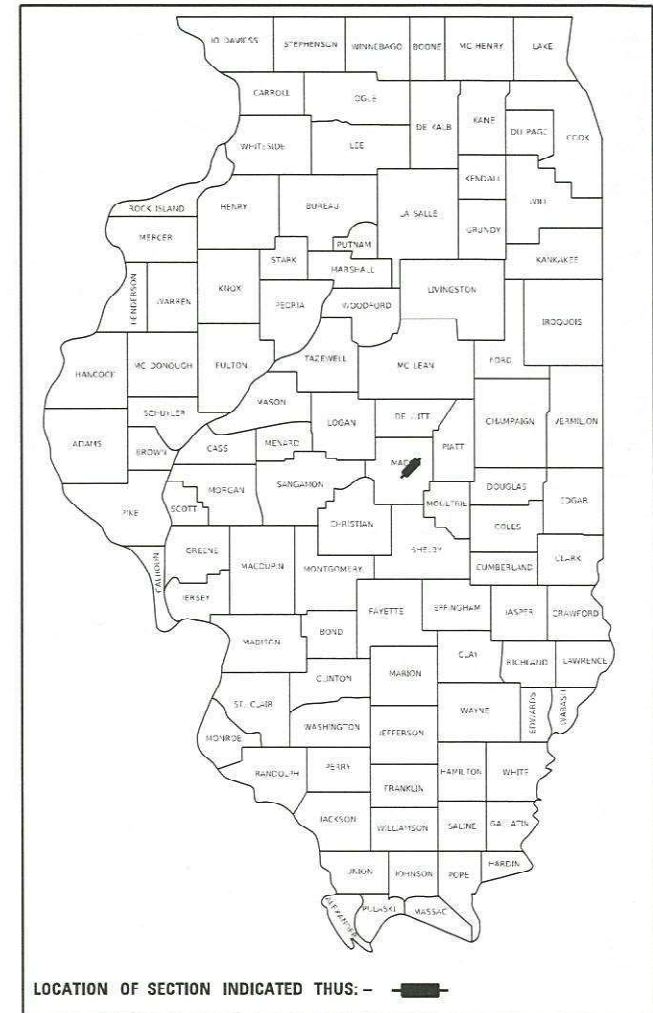 JO DAVIESS STEPHENSON WINNEBAGO BOONE MC HENRY LAKE
CARROLL OGLE DE KALB KANE DU PAGE COOK
WHITESIDE LEE
KENDALL
ROCK ISLAND HENRY BUREAU LA SALLE WILL
MERCER PUTNAM GRUNDY
STARK MARSHALL KANKAKEE
HENDERSON WARREN KNOX PEORIA WOODFORD LIVINGSTON IROQUOIS
HANCOCK MC DONOUGH FULTON TAZEWELL MC LEAN FORD
MASON
SCHUYLER LOGAN DE WITT CHAMPAIGN VERMILION
ADAMS BROWN CASS MENARD PIATT
MAC
PIKE SCOTT MORGAN SANGAMON MOULTRIE DOUGLAS EDGAR
CHRISTIAN COLES
CALHOUN GREENE MACOUPIN MONTGOMERY SHELBY CUMBERLAND CLARK
JERSEY FAYETTE EFFINGHAM JASPER CRAWFORD
MADISON BOND
CLAY RICHLAND LAWRENCE
CLINTON MARION
ST. CLAIR WAYNE EDWARDS WABASH
MONROE WASHINGTON JEFFERSON
RANDOLPH PERRY HAMILTON WHITE
FRANKLIN
JACKSON WILLIAMSON SALINE GALLATIN
UNION JOHNSON POPE HARDIN
ALEXANDER PULASKI MASSAC
LOCATION OF SECTION INDICATED THUS: –